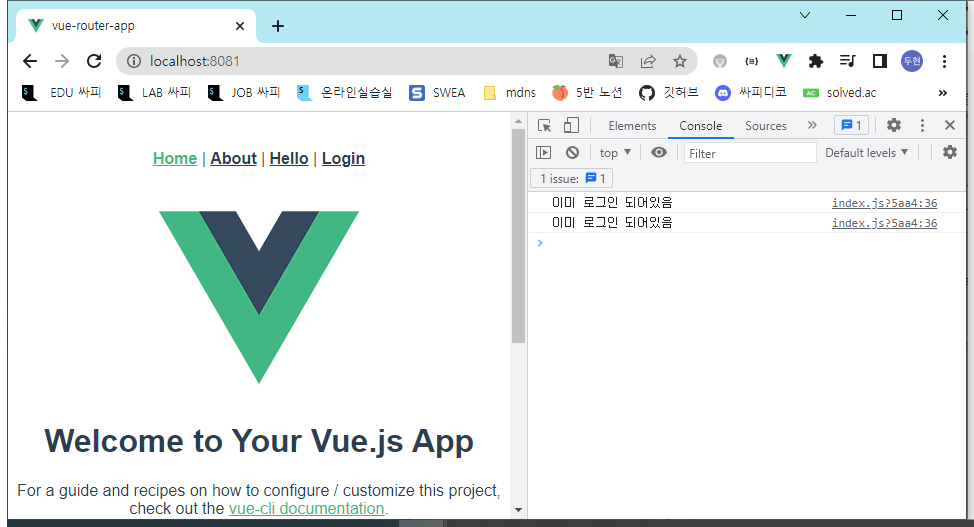 vue-router-app
localhost:8081
두현
EDU 싸피 LAB 싸피 JOB 싸피 온라인실습실 SWEA mdns 5반 노션 깃허브 싸피디코 AC solved.ac »
Home | About | Hello | Login
Welcome to Your Vue.js App
For a guide and recipes on how to configure / customize this project,
check out the vue-cli documentation.
Elements Console Sources » 1
top Filter Default levels
1 issue: 1
이미 로그인 되어있음 index.js?5aa4:36
이미 로그인 되어있음 index.js?5aa4:36